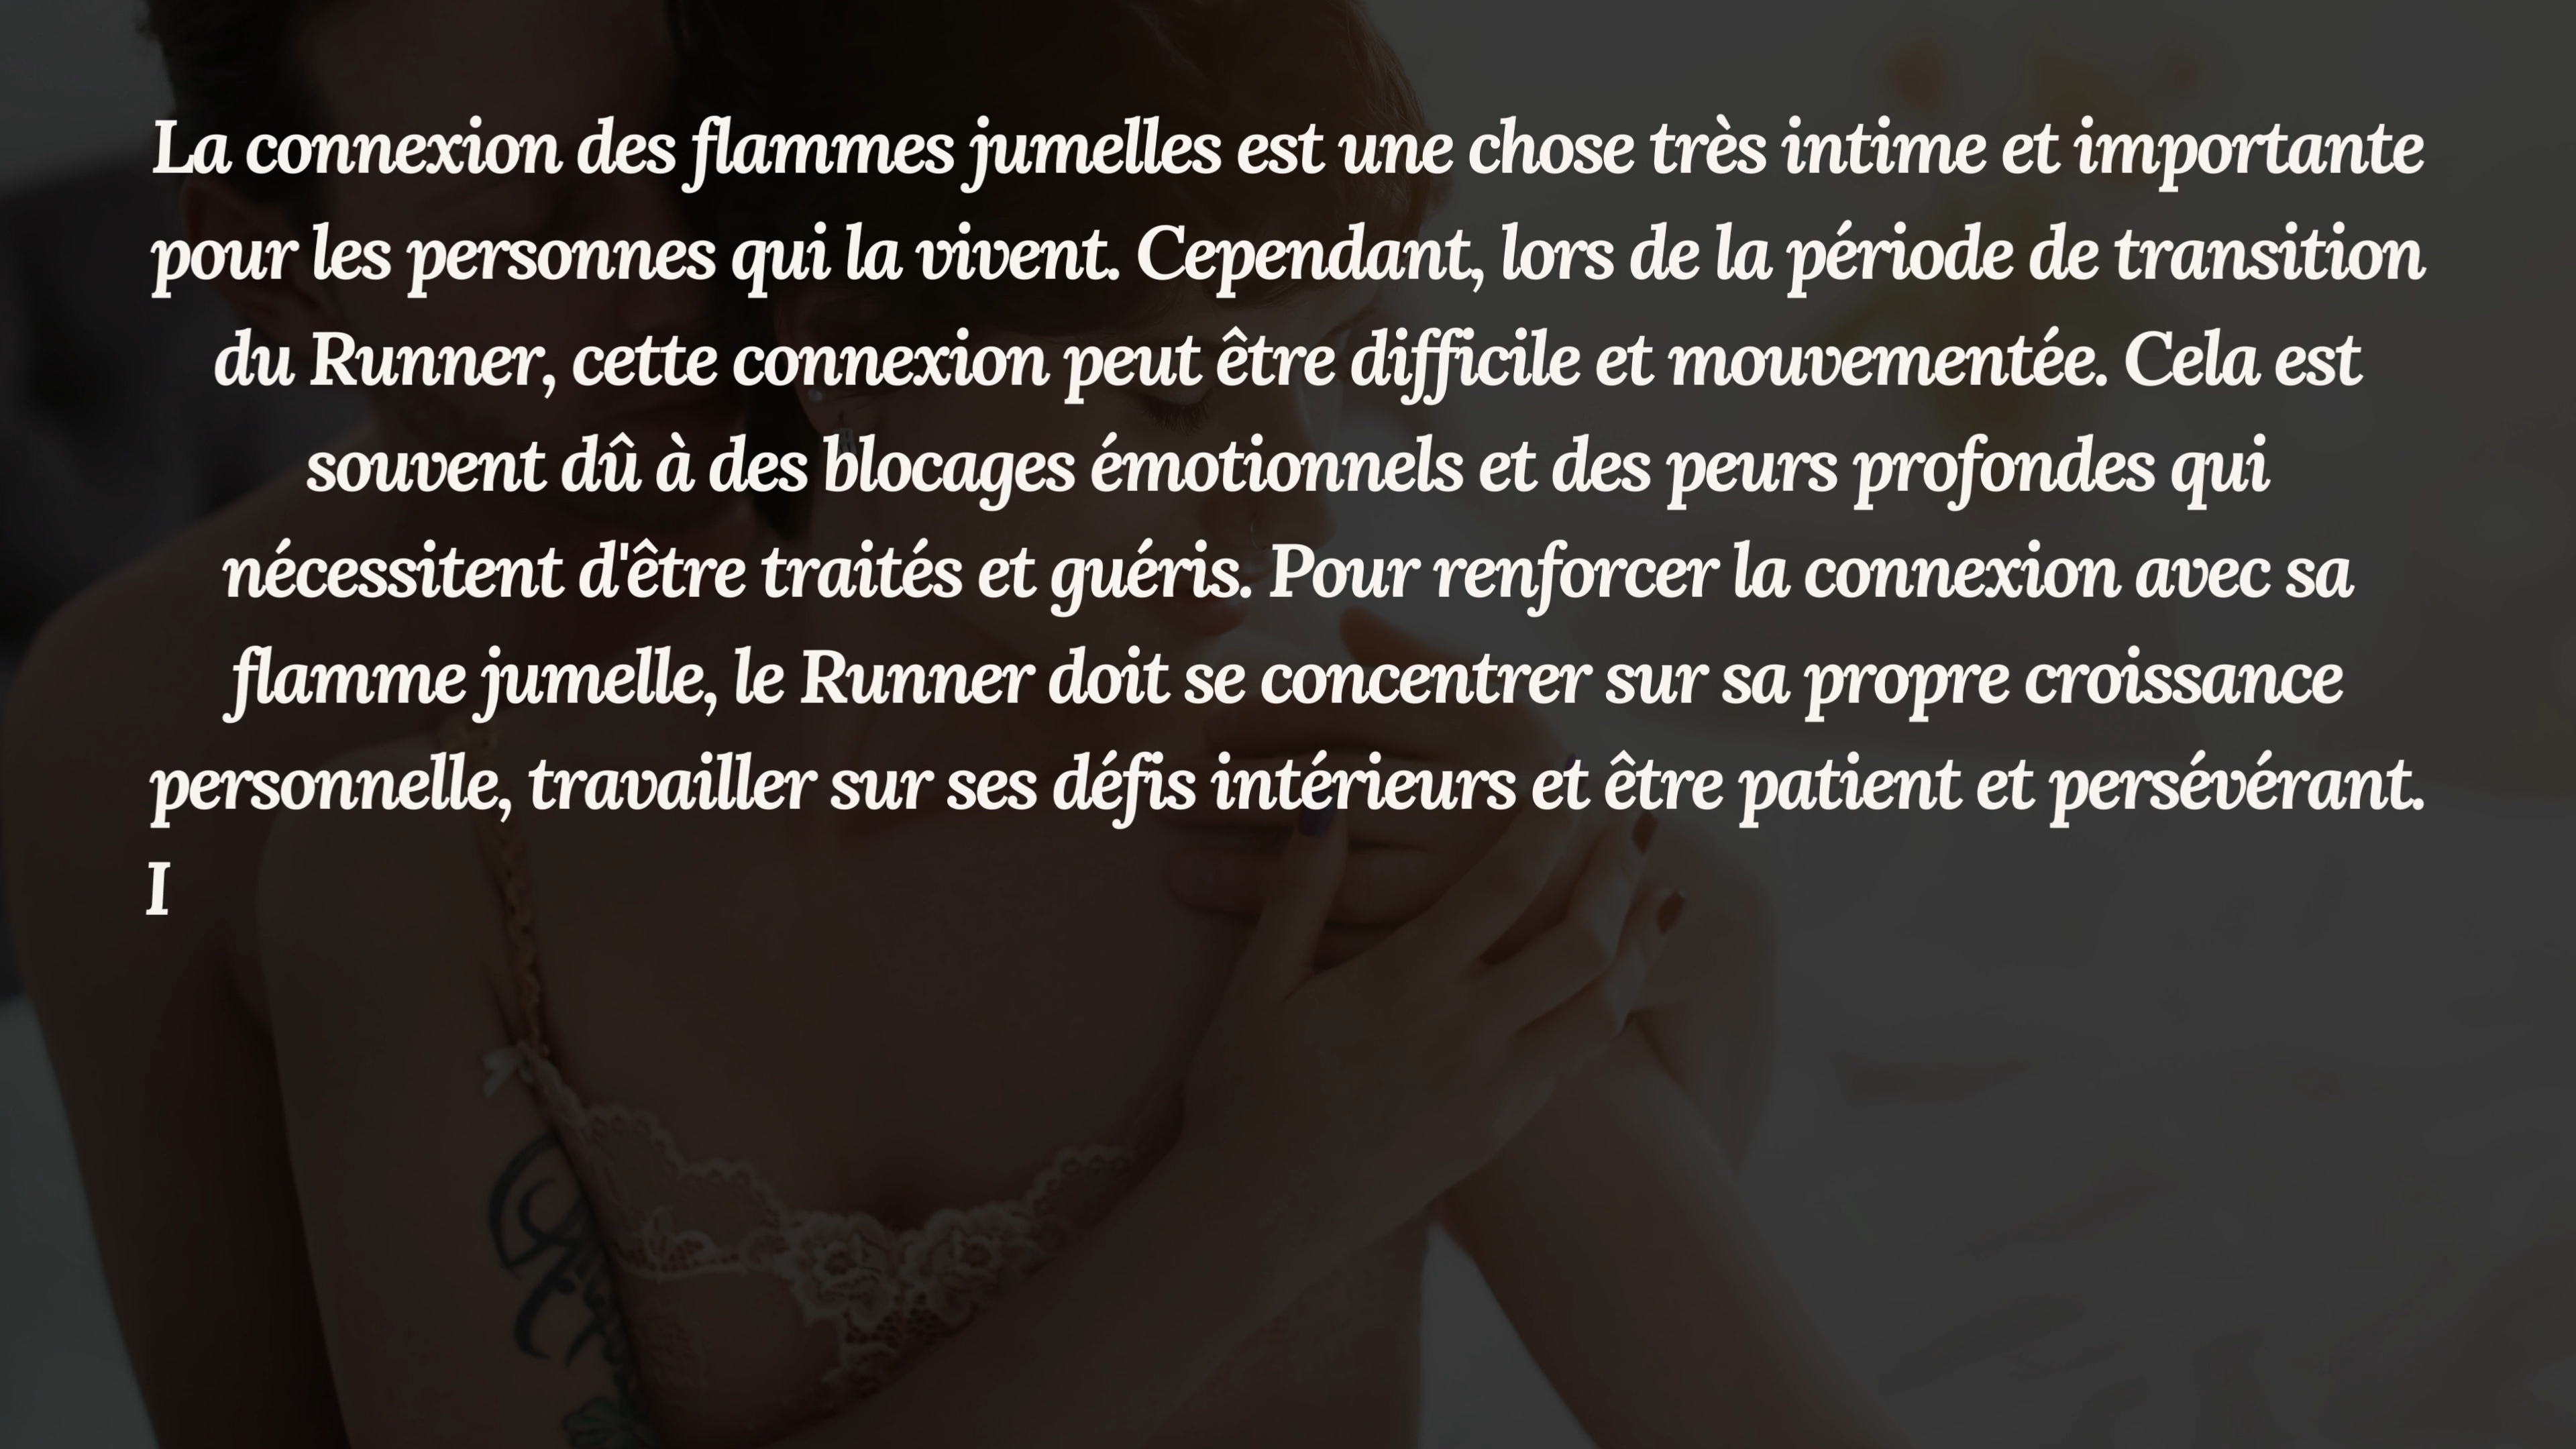 La connexion des flammes jumelles est une chose très intime et importante
pour les personnes qui la vivent. Cependant, lors de la période de transition
du Runner, cette connexion peut être difficile et mouvementée. Cela est
souvent dû à des blocages émotionnels et des peurs profondes qui
nécessitent d'être traités et guéris. Pour renforcer la connexion avec sa
flamme jumelle, le Runner doit se concentrer sur sa propre croissance
personnelle, travailler sur ses défis intérieurs et être patient et persévérant.
I